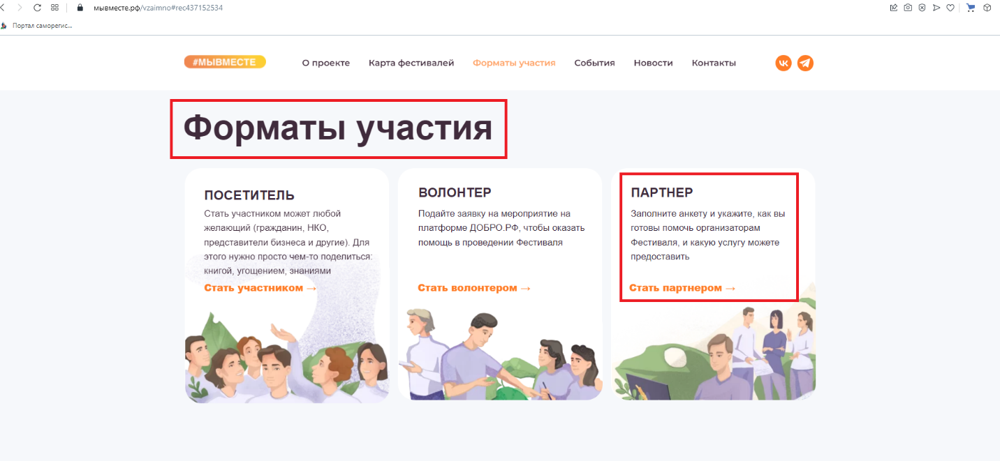 мывместе.рф/vzaimno#rec437152534
Портал саморегис...
#МЫВМЕСТЕ
О проекте Карта фестивалей Форматы участия События Новости Контакты
Форматы участия
ПОСЕТИТЕЛЬ
Стать участником может любой
желающий (гражданин, НКО,
представители бизнеса и другие). Для
этого нужно просто чем-то поделиться:
книгой, угощением, знаниями
Стать участником →
ВОЛОНТЕР
Подайте заявку на мероприятие на
платформе ДОБРО.РФ, чтобы оказать
помощь в проведении Фестиваля
Стать волонтером →
ПАРТНЕР
Заполните анкету и укажите, как вы
готовы помочь организаторам
Фестиваля, и какую услугу можете
предоставить
Стать партнером →